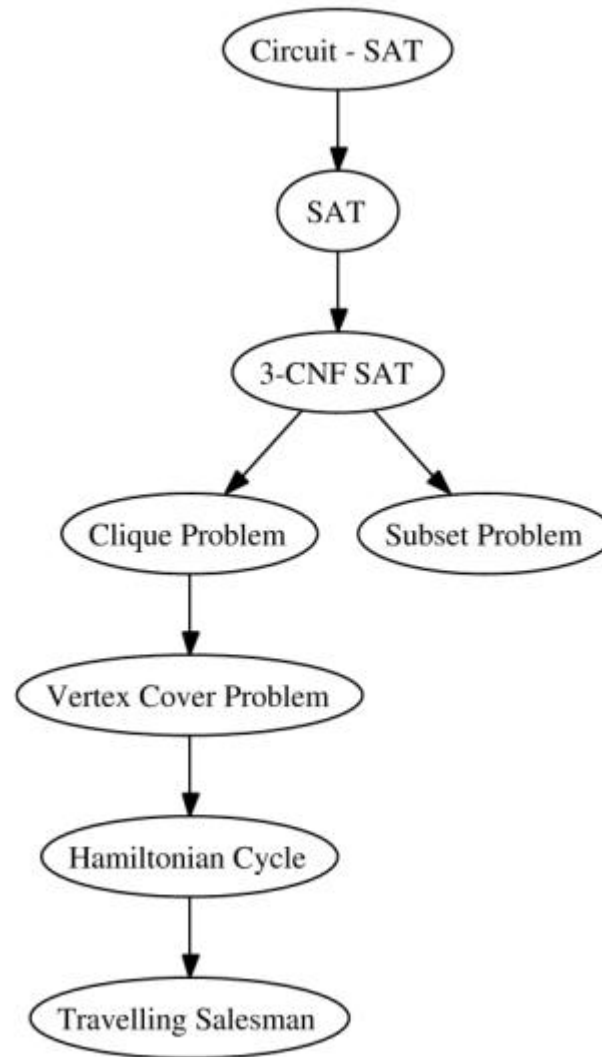 Circuit - SAT
SAT
3-CNF SAT
Clique Problem
Subset Problem
Vertex Cover Problem
Hamiltonian Cycle
Travelling Salesman